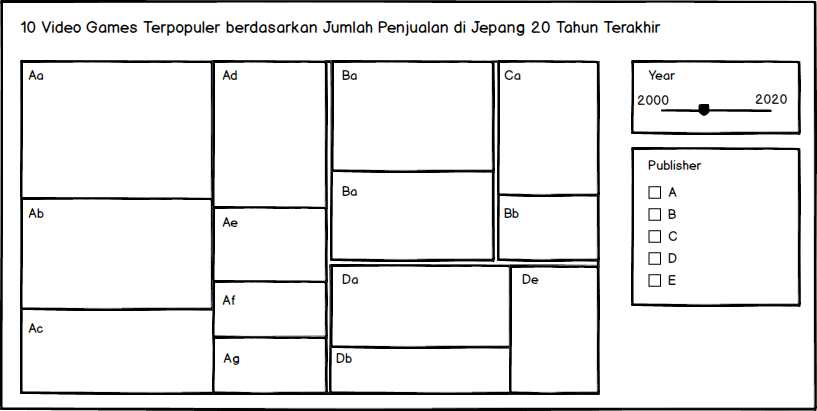 10 Video Games Terpopuler berdasarkan Jumlah Penjualan di Jepang 20 Tahun Terakhir
Aa
Ab
Ac
Ad
Ae
Af
Ag
Ba
Ba
Ca
Bb
Da
Db
De
Year
2000 2020
Publisher
A
B
C
D
E